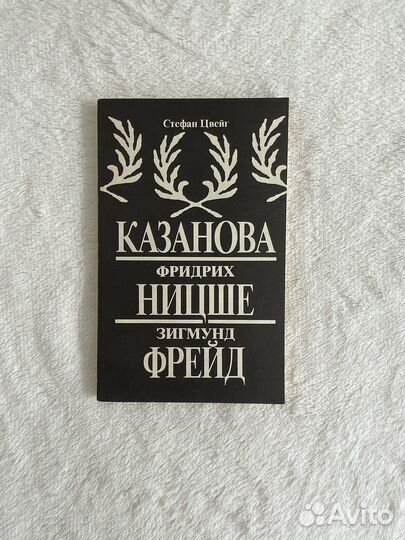 Стефан Цвейг
КАЗАНОВА
ФРИДРИХ
НИЦШЕ
ЗИГМУНД
ФРЕЙД
Avito